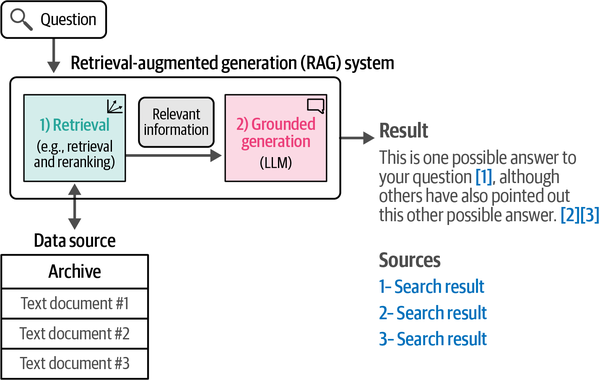 Question
Retrieval-augmented generation (RAG) system
1) Retrieval
(e.g., retrieval
and reranking)
Relevant
information
2) Grounded
generation
(LLM)
Result
This is one possible answer to
your question [1], although
others have also pointed out
this other possible answer. [2][3]
Sources
1– Search result
2– Search result
3– Search result
Data source
Archive
Text document #1
Text document #2
Text document #3